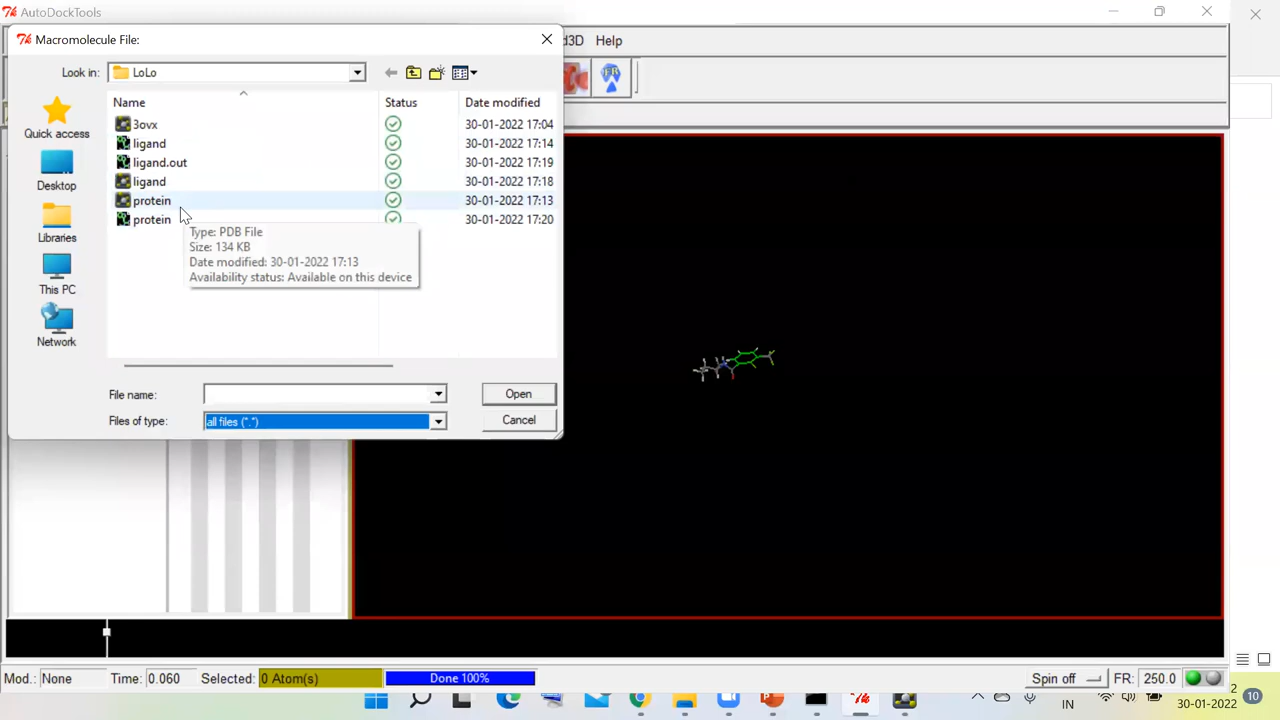 AutoDockTools
Macromolecule File:
d3D Help
Look in: LoLo
FR
Name Status Date modified
Quick access
3ovx 30-01-2022 17:04
ligand 30-01-2022 17:14
ligand.out 30-01-2022 17:19
Desktop
ligand 30-01-2022 17:18
protein 30-01-2022 17:13
protein 30-01-2022 17:20
Libraries
Type: PDB File
Size: 134 KB
Date modified: 30-01-2022 17:13
Availability status: Available on this device
This PC
Network
File name: Open
Files of type: all files (*.*) Cancel
Mod.: None Time: 0.060 Selected: 0 Atom(s) Done 100% Spin off FR: 250.0
IN
2
30-01-2022
10